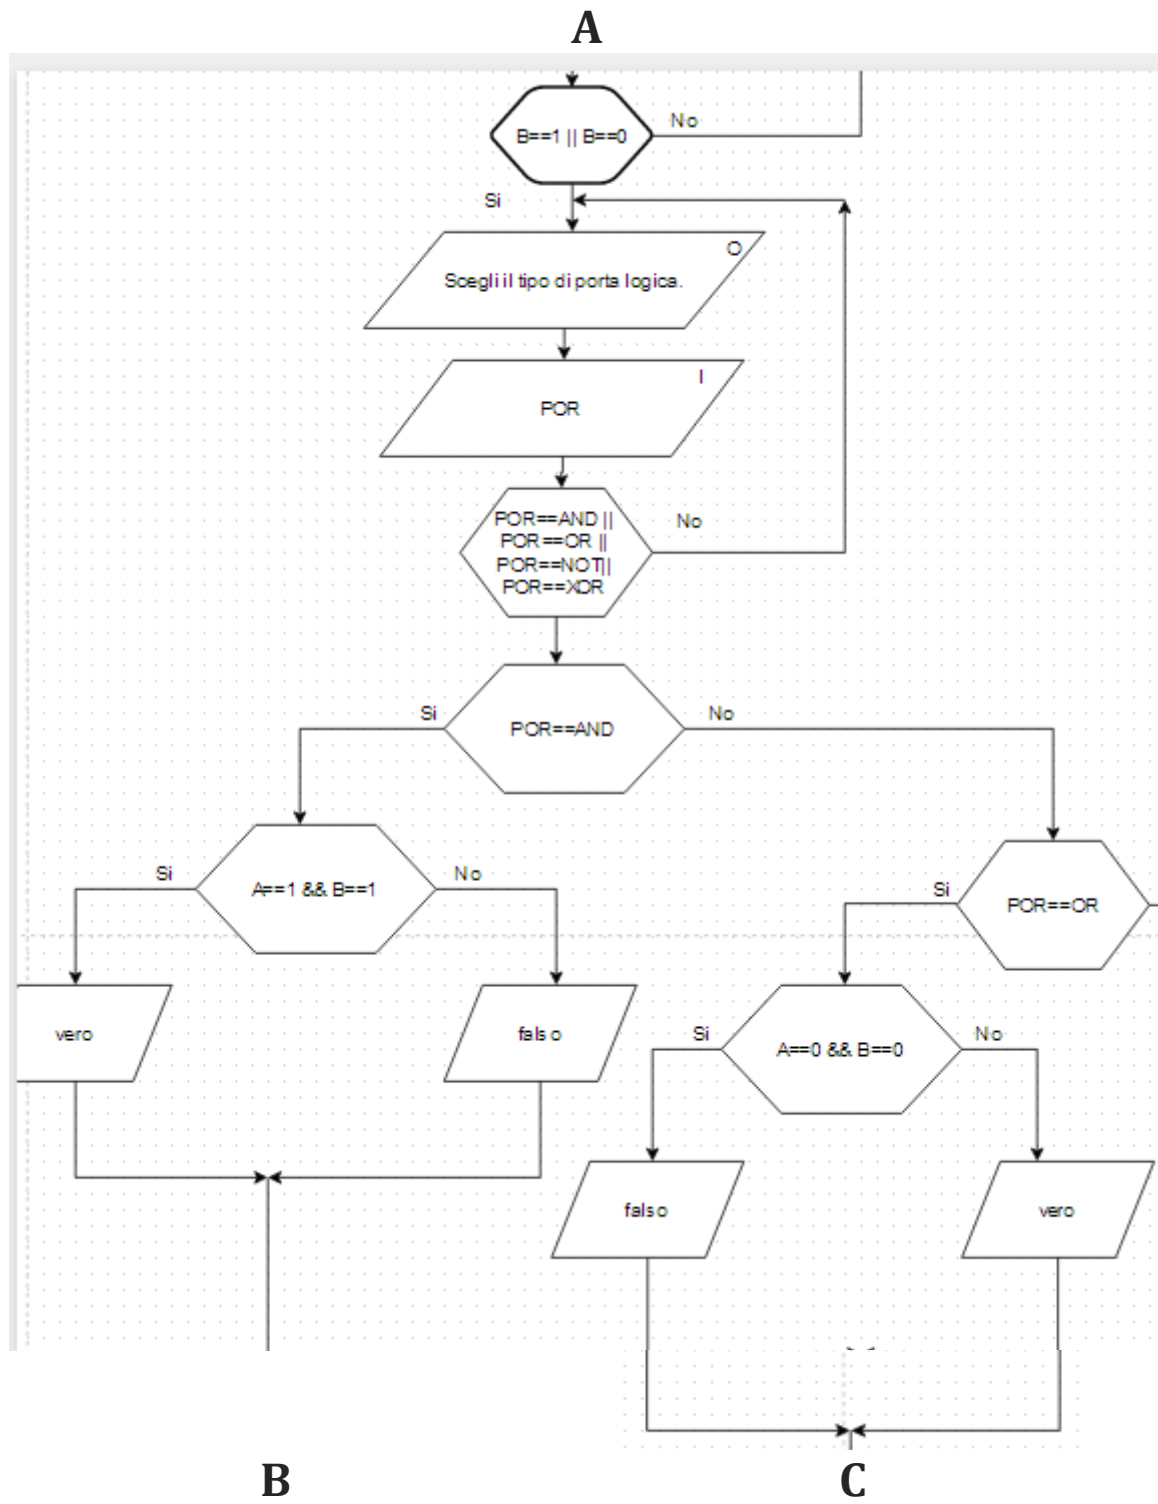 A
B==1 || B==0
No
Si
O
Scegli il tipo di porta logica.
I
POR
POR==AND ||
POR==OR ||
POR==NOT||
POR==XOR
No
Si
POR==AND
No
Si
A==1 && B==1
No
Si
POR==OR
vero
falso
Si
A==0 && B==0
No
falso
vero
B
C